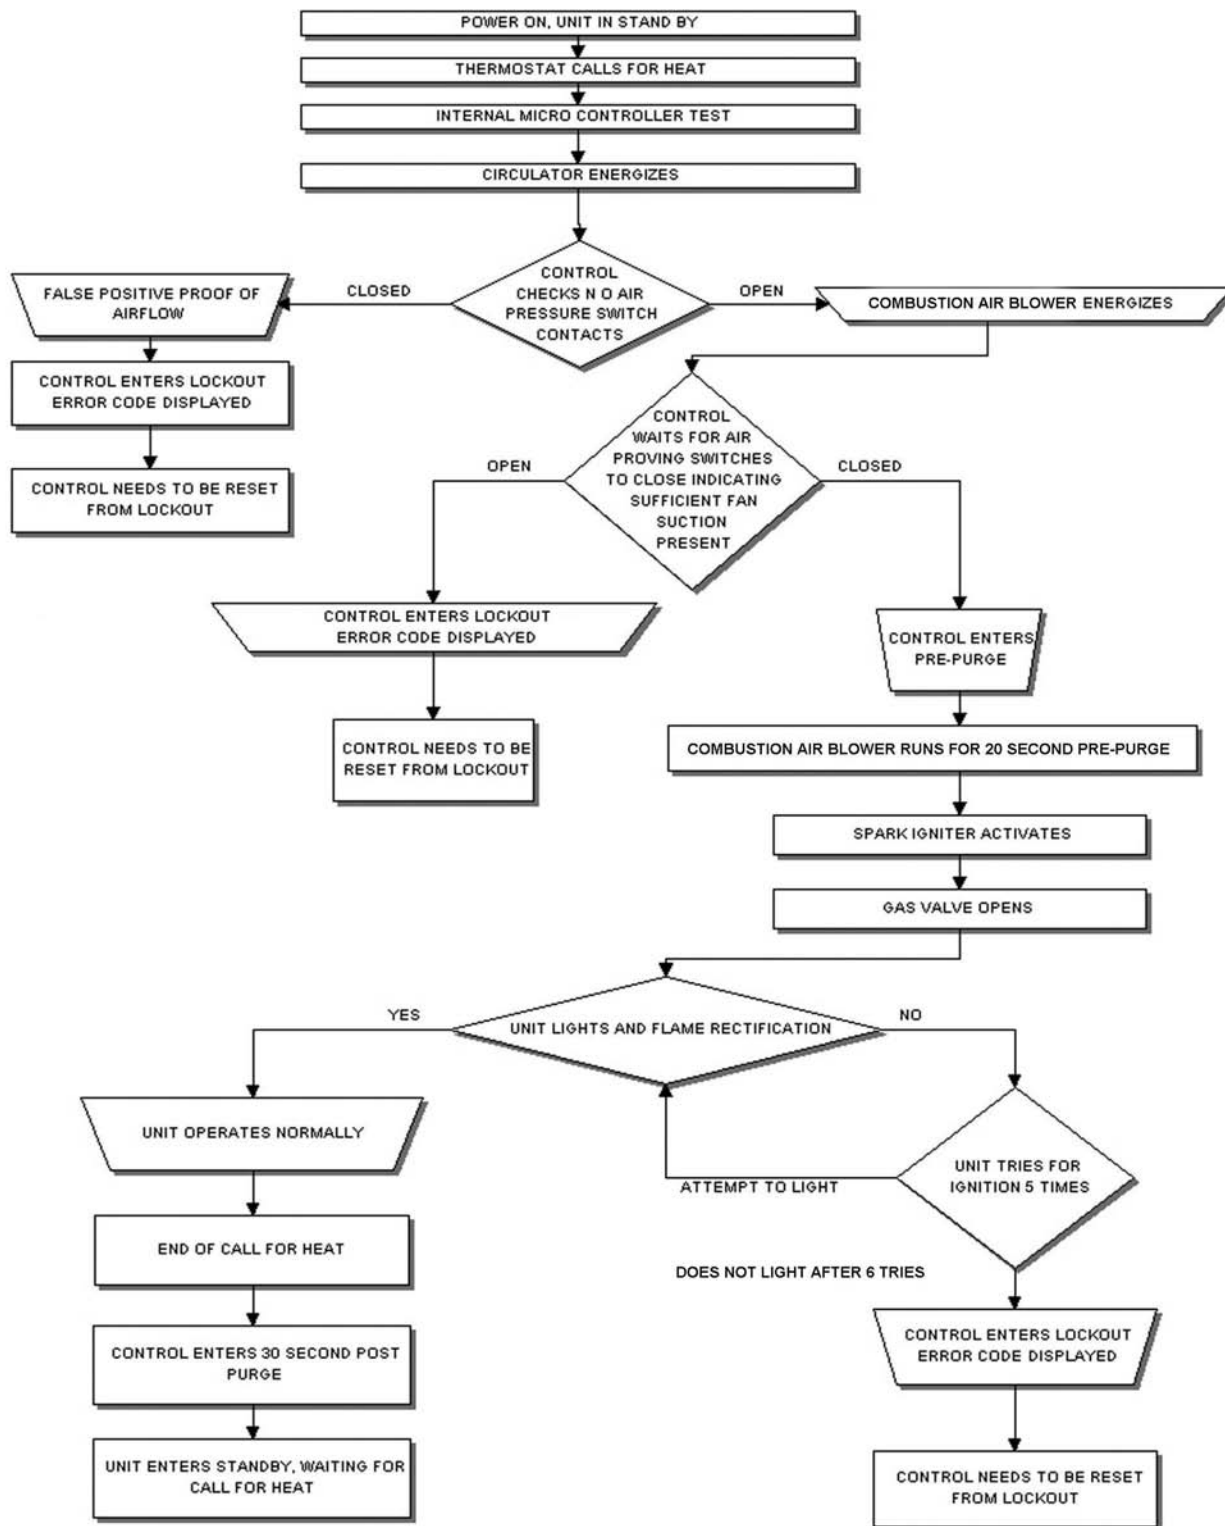 POWER ON, UNIT IN STAND BY
THERMOSTAT CALLS FOR HEAT
INTERNAL MICRO CONTROLLER TEST
CIRCULATOR ENERGIZES
CONTROL
CHECKS N O AIR
PRESSURE SWITCH
CONTACTS
CLOSED
OPEN
FALSE POSITIVE PROOF OF
AIRFLOW
CONTROL ENTERS LOCKOUT
ERROR CODE DISPLAYED
CONTROL NEEDS TO BE RESET
FROM LOCKOUT
COMBUSTION AIR BLOWER ENERGIZES
CONTROL
WAITS FOR AIR
PROVING SWITCHES
TO CLOSE INDICATING
SUFFICIENT FAN
SUCTION
PRESENT
OPEN
CLOSED
CONTROL ENTERS LOCKOUT
ERROR CODE DISPLAYED
CONTROL NEEDS TO BE
RESET FROM LOCKOUT
CONTROL ENTERS
PRE-PURGE
COMBUSTION AIR BLOWER RUNS FOR 20 SECOND PRE-PURGE
SPARK IGNITER ACTIVATES
GAS VALVE OPENS
UNIT LIGHTS AND FLAME RECTIFICATION
YES
NO
UNIT OPERATES NORMALLY
END OF CALL FOR HEAT
CONTROL ENTERS 30 SECOND POST
PURGE
UNIT ENTERS STANDBY, WAITING FOR
CALL FOR HEAT
UNIT TRIES FOR
IGNITION 5 TIMES
ATTEMPT TO LIGHT
DOES NOT LIGHT AFTER 6 TRIES
CONTROL ENTERS LOCKOUT
ERROR CODE DISPLAYED
CONTROL NEEDS TO BE RESET
FROM LOCKOUT